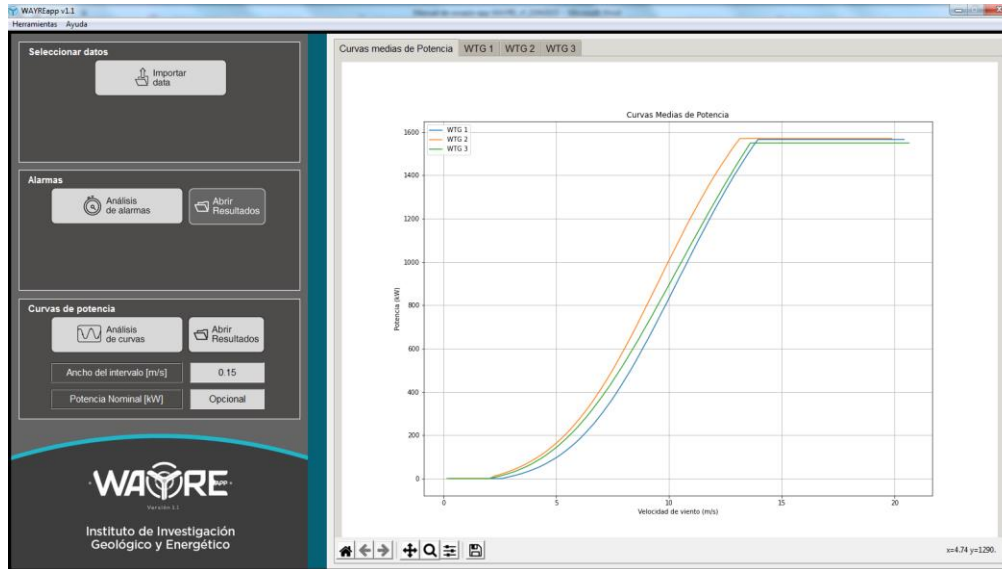 WAYREapp v1.1
Herramientas Ayuda
Seleccionar datos
Importar
data
Alarmas
Análisis
de alarmas
Abrir
Resultados
Curvas de potencia
Análisis
de curvas
Abrir
Resultados
Ancho del intervalo [m/s]
0.15
Potencia Nominal [kW]
Opcional
WAYRE APP
Versión 1.1
Instituto de Investigación
Geológico y Energético
Curvas medias de Potencia WTG 1 WTG 2 WTG 3
Curvas Medias de Potencia
WTG 1
WTG 2
WTG 3
1600
1400
1200
1000
800
600
400
200
0
Potencia (kW)
0 5 10 15 20
Velocidad de viento (m/s)
x=4.74 y=1290.